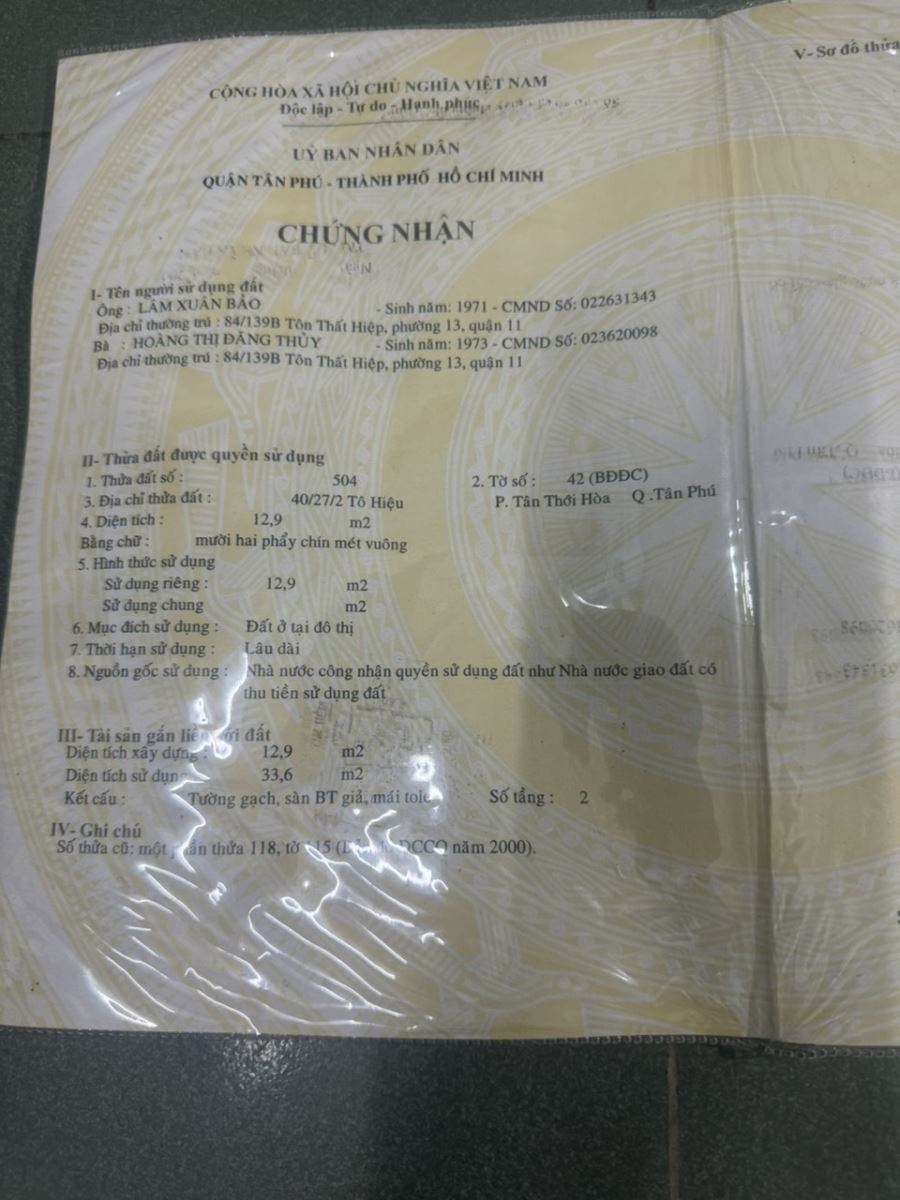 V- Sơ đồ thửa
CỘNG HÒA XÃ HỘI CHỦ NGHĨA VIỆT NAM
Độc lập - Tự do - Hạnh phúc
UỶ BAN NHÂN DÂN
QUẬN TÂN PHÚ - THÀNH PHỐ HỒ CHÍ MINH
CHỨNG NHẬN
I- Tên người sử dụng đất
Ông : LÂM XUÂN BẢO - Sinh năm: 1971 - CMND Số: 022631343
Địa chỉ thường trú : 84/139B Tôn Thất Hiệp, phường 13, quận 11
Bà : HOÀNG THỊ ĐĂNG THỦY - Sinh năm: 1973 - CMND Số: 023620098
Địa chỉ thường trú : 84/139B Tôn Thất Hiệp, phường 13, quận 11
II- Thửa đất được quyền sử dụng
1. Thửa đất số : 504 2. Tờ số : 42 (BĐĐC)
3. Địa chỉ thửa đất : 40/27/2 Tô Hiệu P. Tân Thới Hòa Q .Tân Phú
4. Diện tích : 12,9 m2
Bằng chữ : mười hai phẩy chín mét vuông
5. Hình thức sử dụng
Sử dụng riêng : 12,9 m2
Sử dụng chung m2
6. Mục đích sử dụng : Đất ở tại đô thị
7. Thời hạn sử dụng : Lâu dài
8. Nguồn gốc sử dụng : Nhà nước công nhận quyền sử dụng đất như Nhà nước giao đất có
thu tiền sử dụng đất
III- Tài sản gắn liền với đất
Diện tích xây dựng : 12,9 m2
Diện tích sử dụng 33,6 m2
Kết cấu : Tường gạch, sàn BT giả, mái tole Số tầng : 2
IV- Ghi chú
Số thửa cũ: một phần thửa 118, tờ năm 2000).